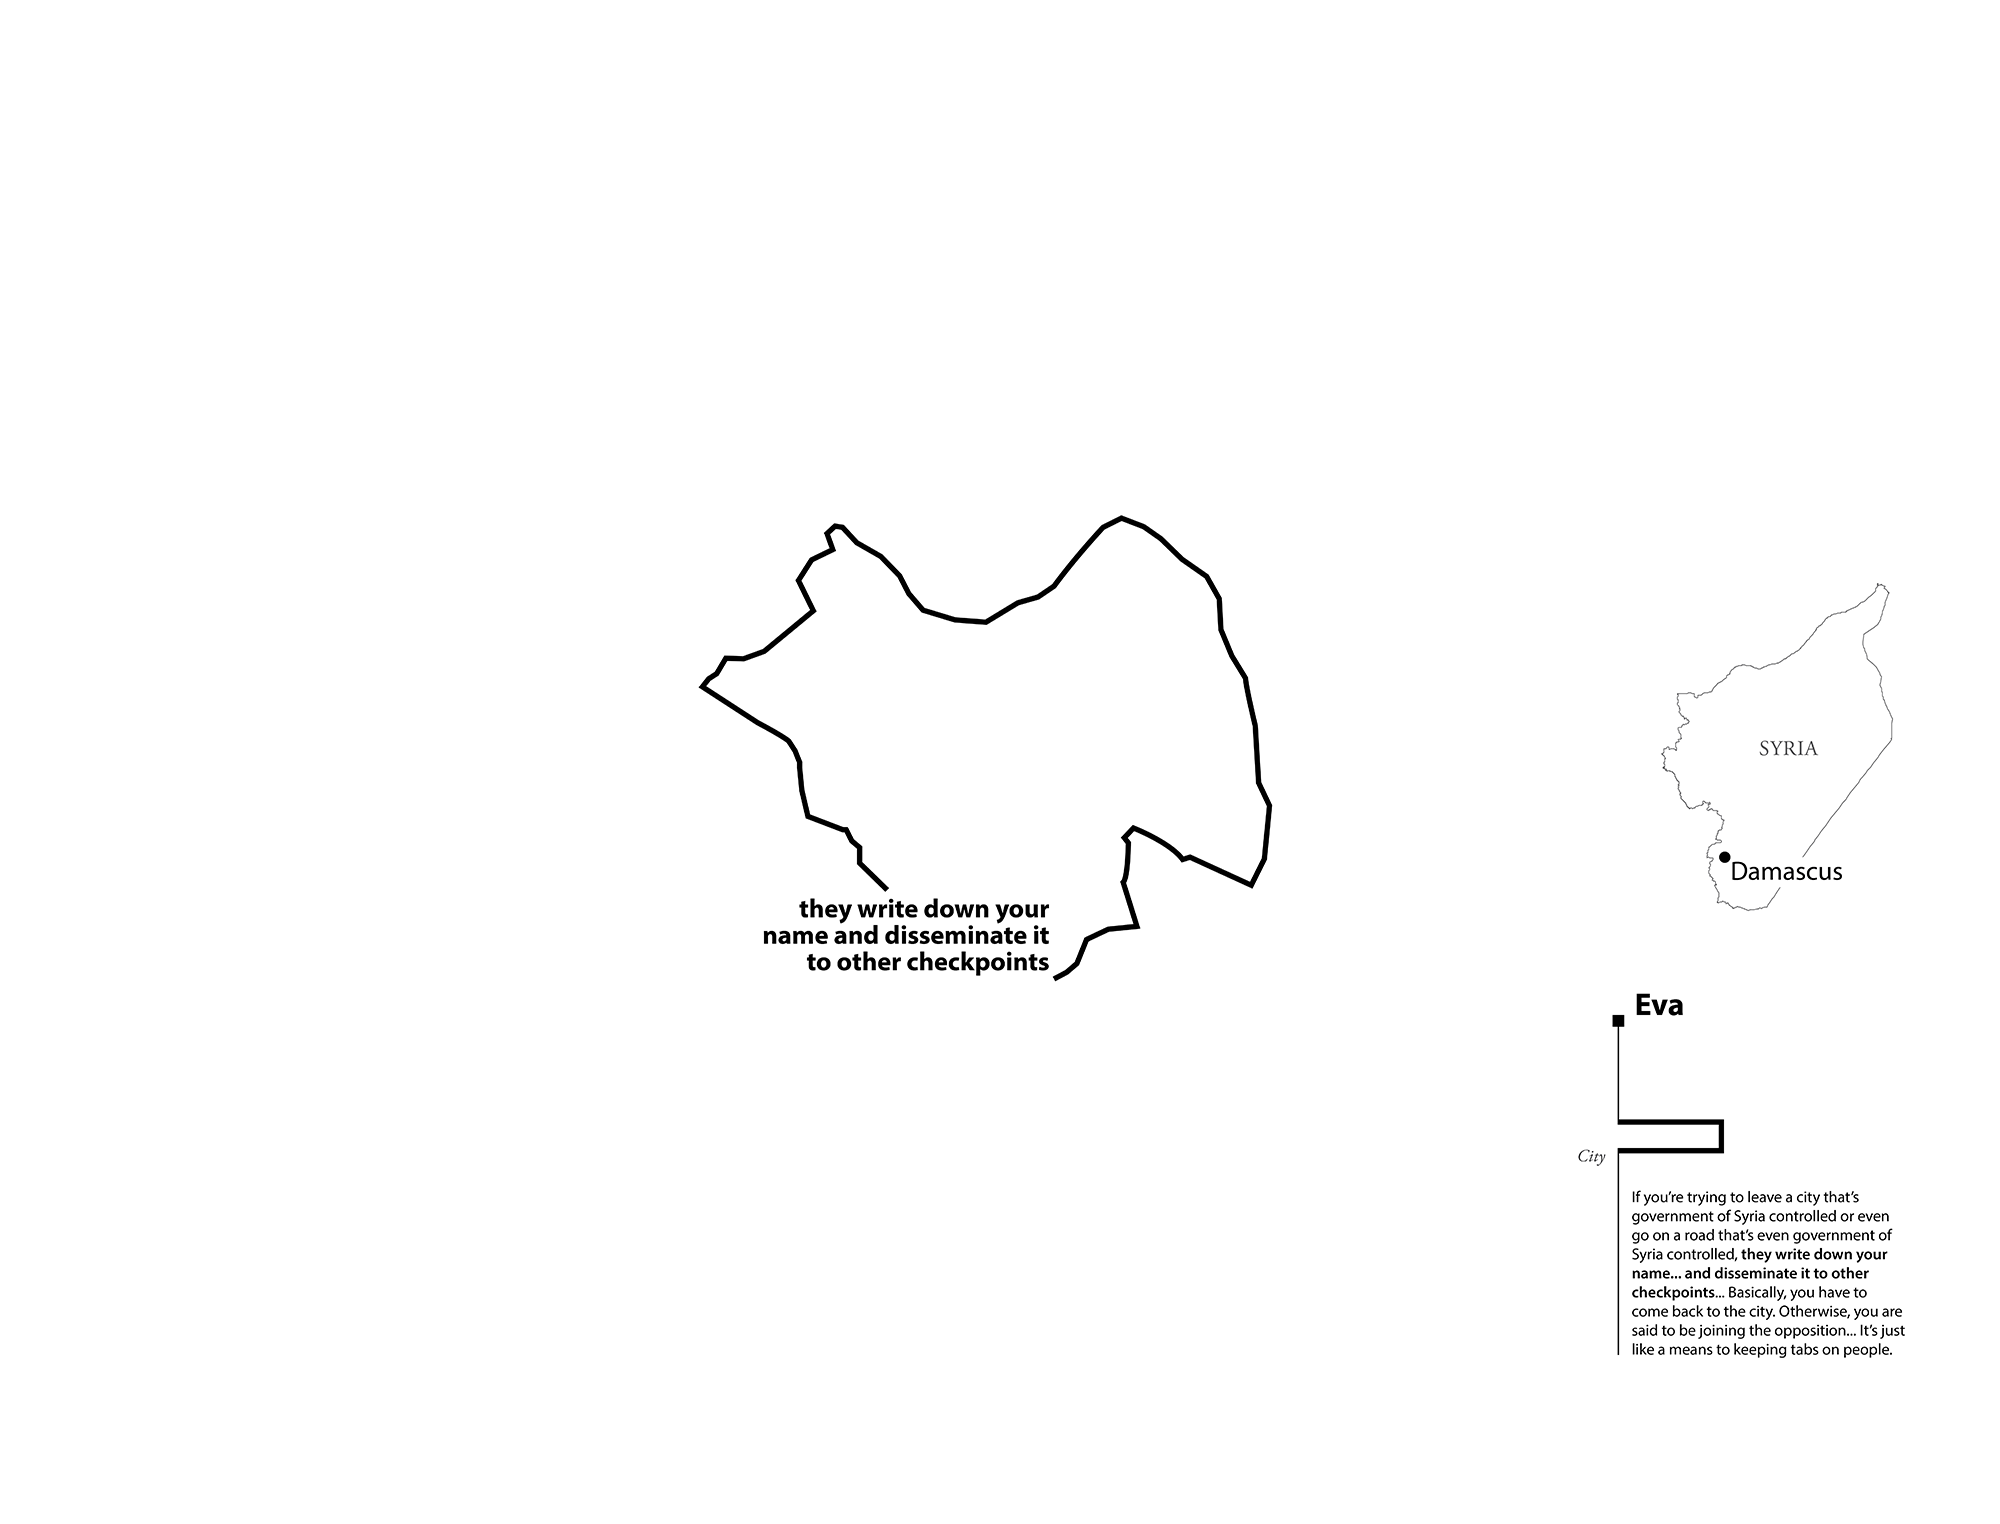 they write down your
name and disseminate it
to other checkpoints
SYRIA
Damascus
Eva
City
If you’re trying to leave a city that’s
government of Syria controlled or even
go on a road that’s even government of
Syria controlled, they write down your
name... and disseminate it to other
checkpoints... Basically, you have to
come back to the city. Otherwise, you are
said to be joining the opposition... It’s just
like a means to keeping tabs on people.